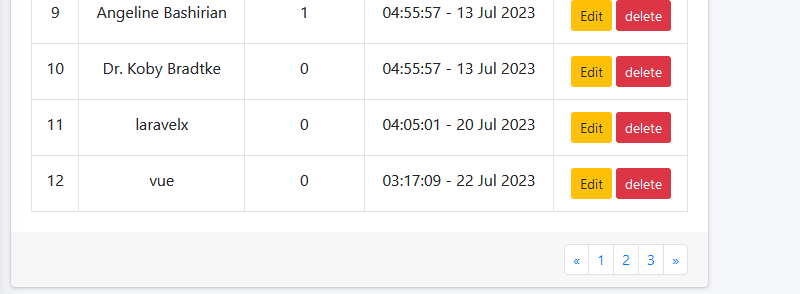 9 Angeline Bashirian 1 04:55:57 - 13 Jul 2023 Edit delete
10 Dr. Koby Bradtke 0 04:55:57 - 13 Jul 2023 Edit delete
11 laravelx 0 04:05:01 - 20 Jul 2023 Edit delete
12 vue 0 03:17:09 - 22 Jul 2023 Edit delete
« 1 2 3 »